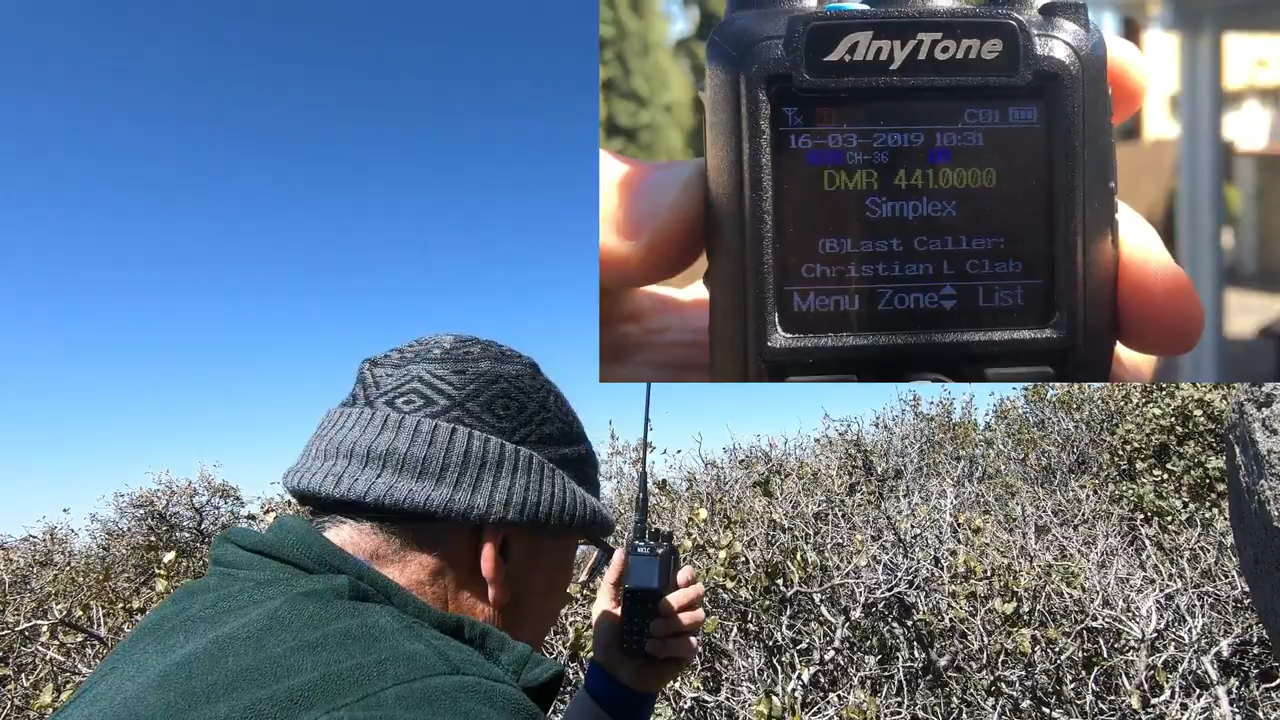 AnyTone
Tx C01
16-03-2019 10:31
CH-36
DMR 441.0000
Simplex
(B)Last Caller:
Christian L Clab
Menu Zone List